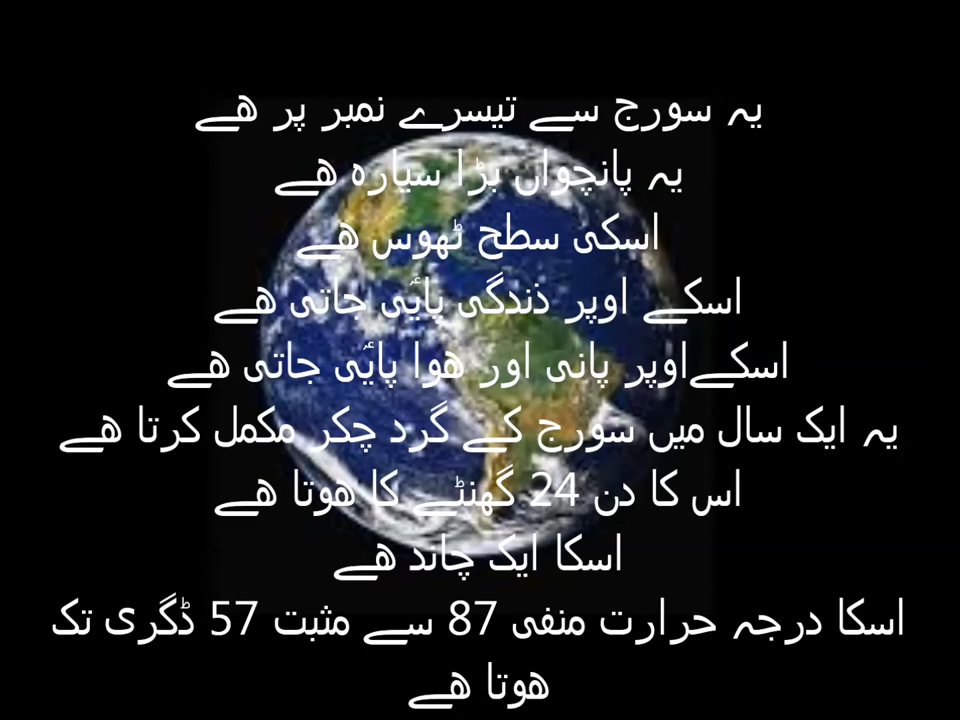 یہ سورج سے تیسرے نمبر پر ھے
یہ پانچواں بڑا سیارہ ھے
اسکی سطح ٹھوس ھے
اسکے اوپر ذندگی پایٔی جاتی ھے
اسکےاوپر پانی اور ھوا پایٔی جاتی ھے
یہ ایک سال میں سورج کے گرد چکر مکمل کرتا ھے
اس کا دن 24 گھنٹے کا ھوتا ھے
اسکا ایک چاند ھے
اسکا درجہ حرارت منفی 87 سے مثبت 57 ڈگری تک
ھوتا ھے